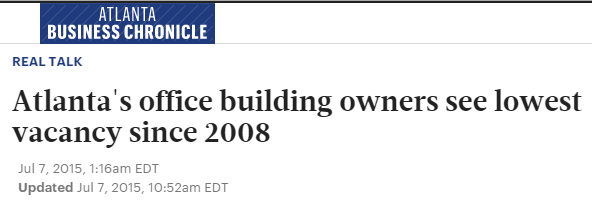 ATLANTA
BUSINESS CHRONICLE
REAL TALK
Atlanta's office building owners see lowest
vacancy since 2008
Jul 7, 2015, 1:16am EDT
Updated Jul 7, 2015, 10:52am EDT